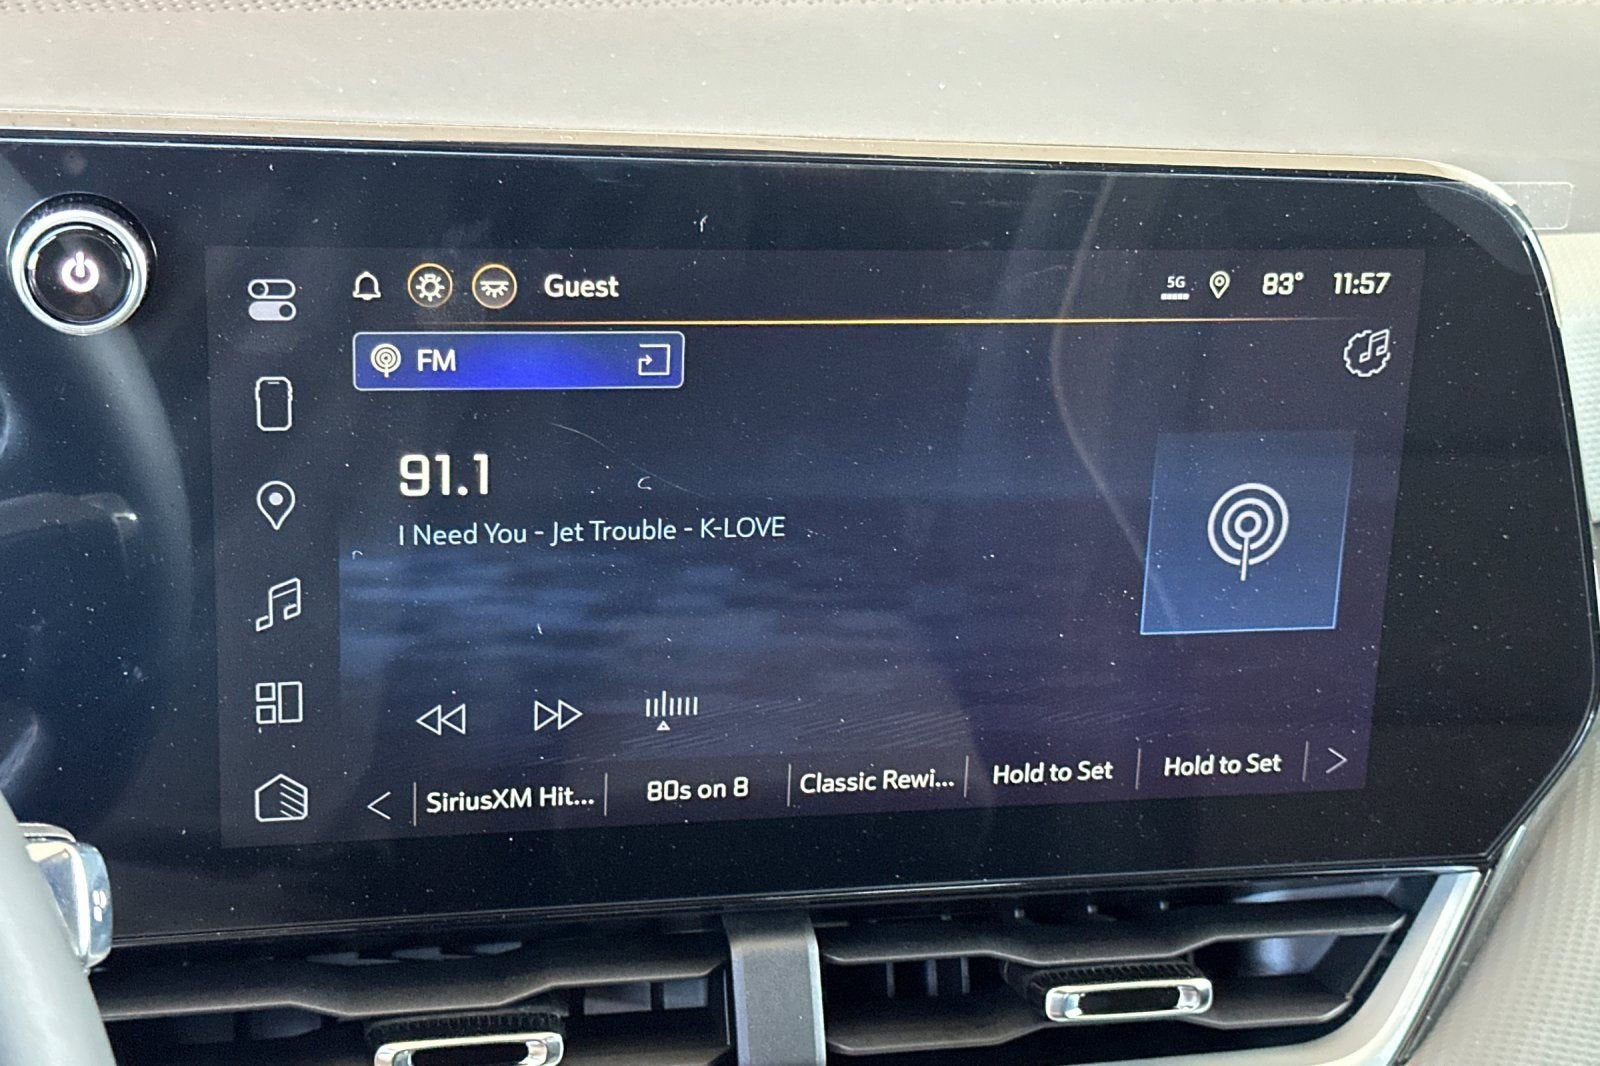 Guest
5G
83°
11:57
FM
91.1
I Need You - Jet Trouble - K-LOVE
SiriusXM Hit...
80s on 8
Classic Rewi...
Hold to Set
Hold to Set